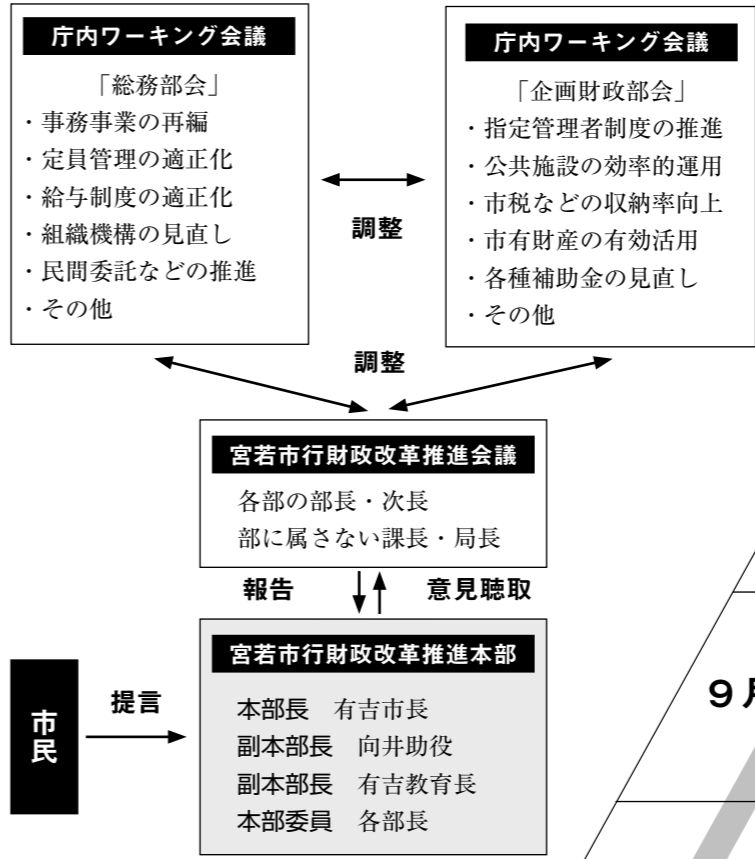 庁内ワーキング会議
「総務部会」
・事務事業の再編
・定員管理の適正化
・給与制度の適正化
・組織機構の見直し
・民間委託などの推進
・その他
調整
庁内ワーキング会議
「企画財政部会」
・指定管理者制度の推進
・公共施設の効率的運用
・市税などの収納率向上
・市有財産の有効活用
・各種補助金の見直し
・その他
調整
宮若市行財政改革推進会議
各部の部長・次長
部に属さない課長・局長
報告
意見聴取
宮若市行財政改革推進本部
本部長　有吉市長
副本部長　向井助役
副本部長　有吉教育長
本部委員　各部長
市民
提言
９月